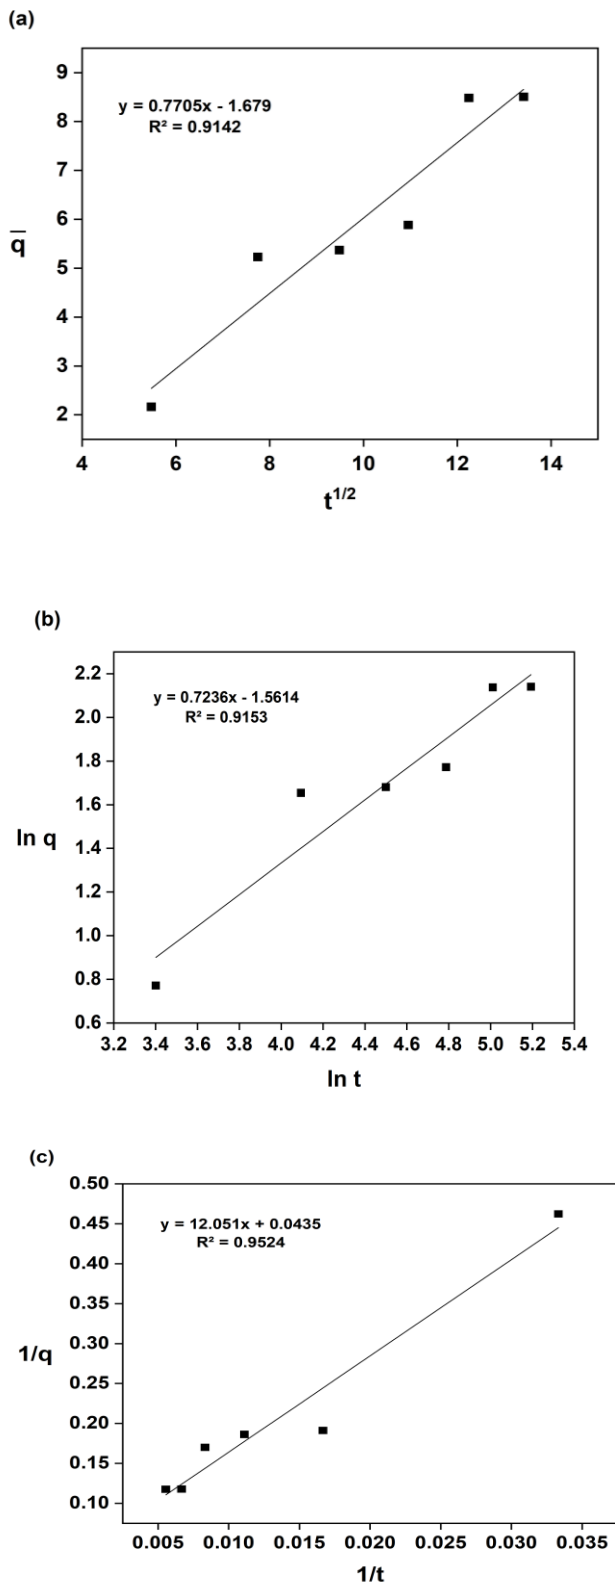 (a)
y = 0.7705x - 1.679
R² = 0.9142
9
8
7
6
5
4
3
2
q̅
4 6 8 10 12 14
t^{1/2}
(b)
y = 0.7236x - 1.5614
R² = 0.9153
2.2
2.0
1.8
1.6
1.4
1.2
1.0
0.8
0.6
ln q
3.2 3.4 3.6 3.8 4.0 4.2 4.4 4.6 4.8 5.0 5.2 5.4
ln t
(c)
y = 12.051x + 0.0435
R² = 0.9524
0.50
0.45
0.40
0.35
0.30
0.25
0.20
0.15
0.10
1/q
0.005 0.010 0.015 0.020 0.025 0.030 0.035
1/t